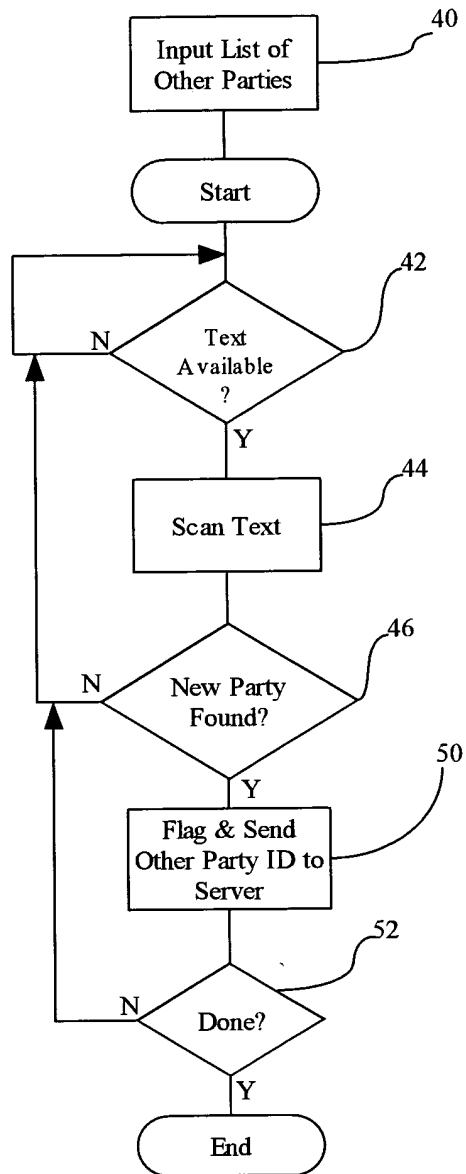 40
Input List of
Other Parties
Start
42
Text
Available
?
N
Y
44
Scan Text
46
New Party
Found?
N
Y
50
Flag & Send
Other Party ID to
Server
52
Done?
N
Y
End